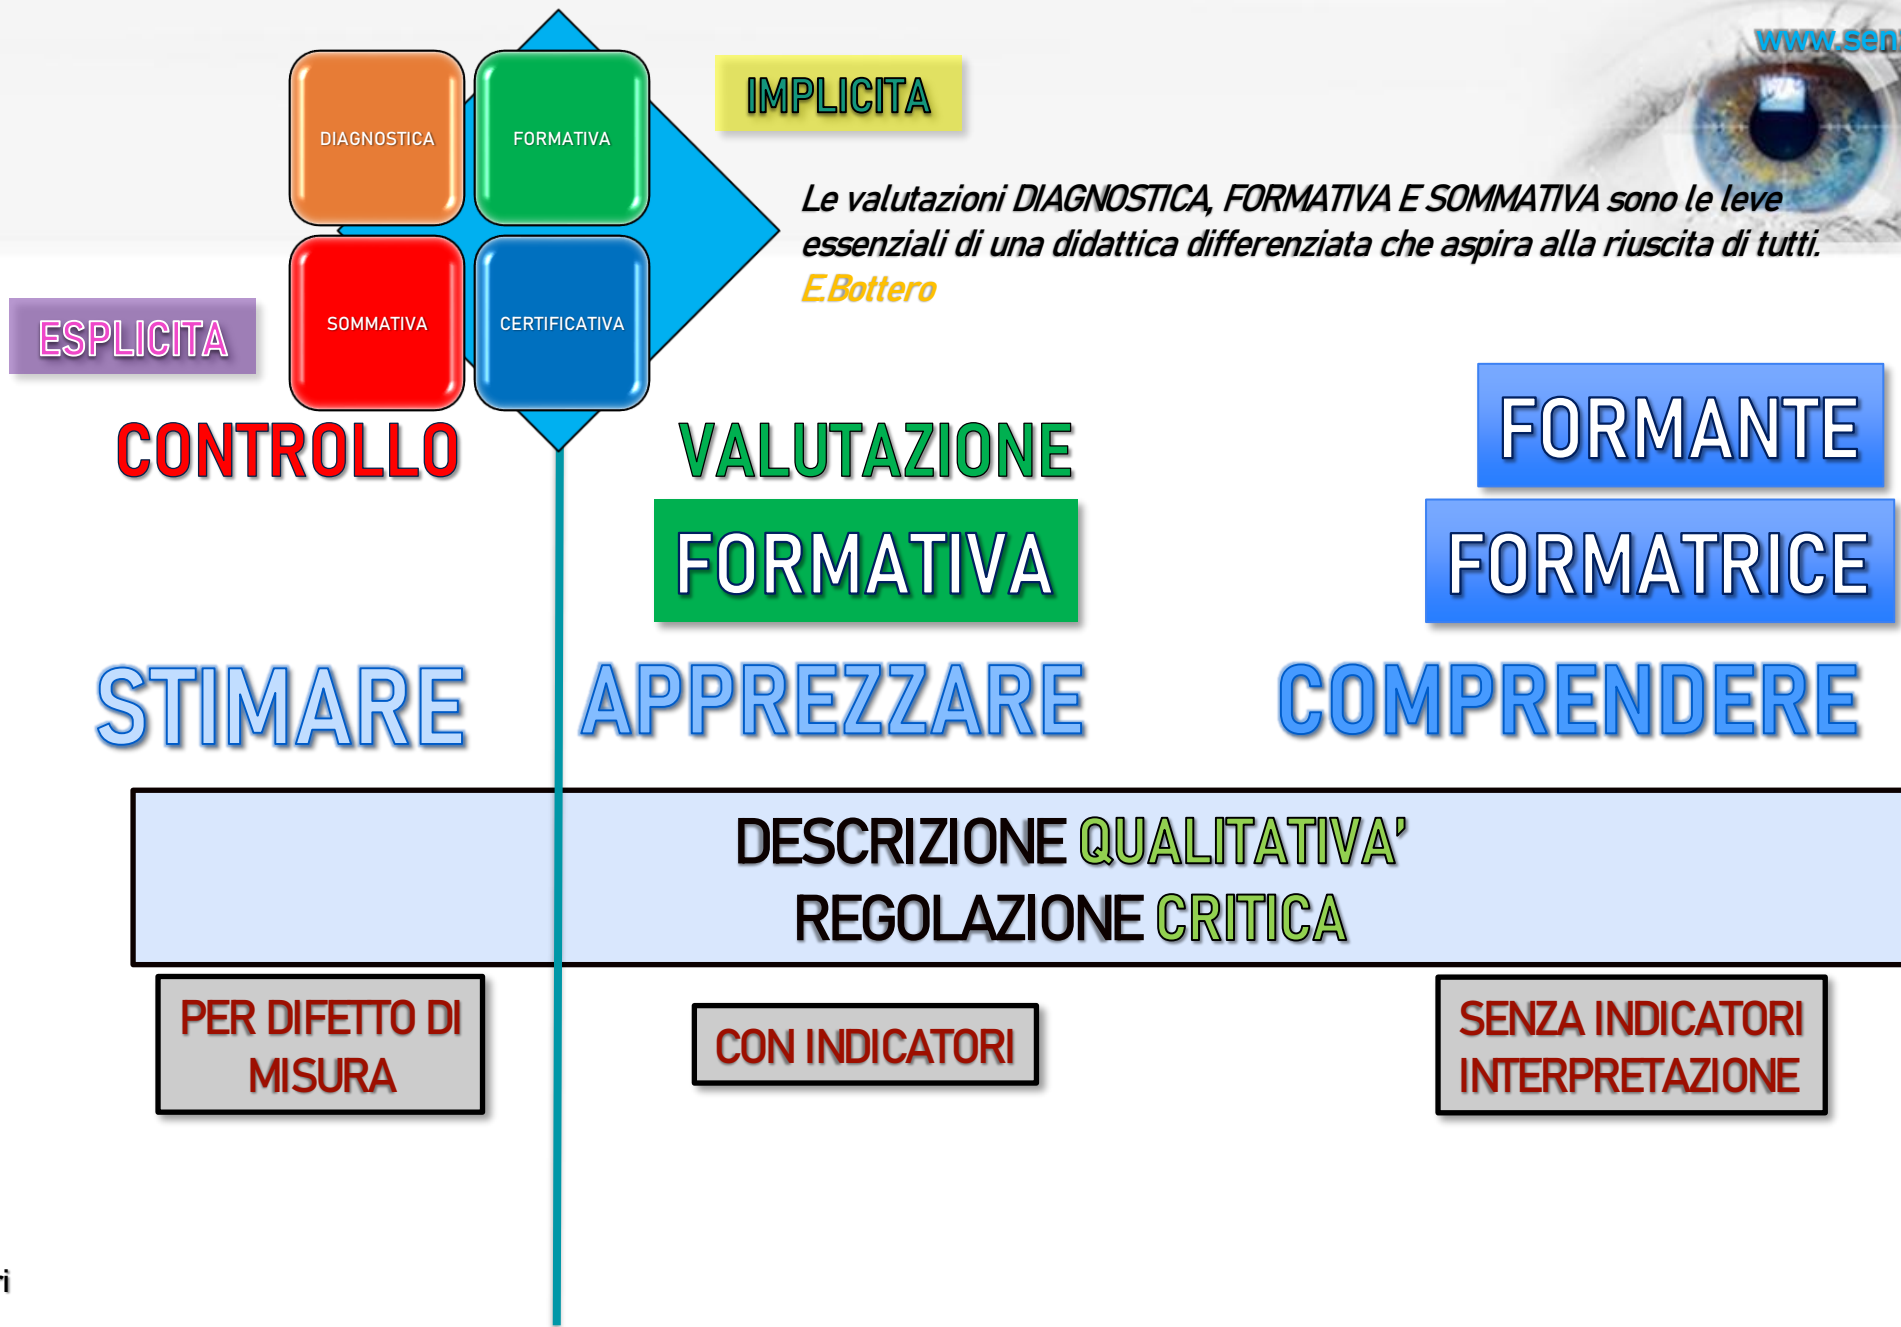 www.sen
DIAGNOSTICA
FORMATIVA
IMPLICITA
Le valutazioni DIAGNOSTICA, FORMATIVA E SOMMATIVA sono le leve
essenziali di una didattica differenziata che aspira alla riuscita di tutti.
E.Bottero
ESPLICITA
SOMMATIVA
CERTIFICATIVA
CONTROLLO
VALUTAZIONE
FORMATIVA
FORMANTE
FORMATRICE
STIMARE
APPREZZARE
COMPRENDERE
DESCRIZIONE QUALITATIVA’
REGOLAZIONE CRITICA
PER DIFETTO DI
MISURA
CON INDICATORI
SENZA INDICATORI
INTERPRETAZIONE